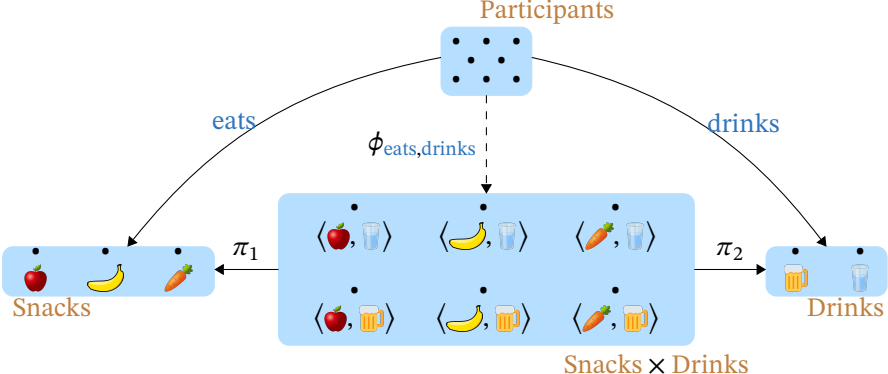 Participants
eats
drinks
ϕeats,drinks
⟨🍎, 🥛⟩ ⟨🍌, 🥛⟩ ⟨🥕, 🥛⟩
π1
π2
⟨🍎, 🍺⟩ ⟨🍌, 🍺⟩ ⟨🥕, 🍺⟩
Snacks
Drinks
Snacks × Drinks